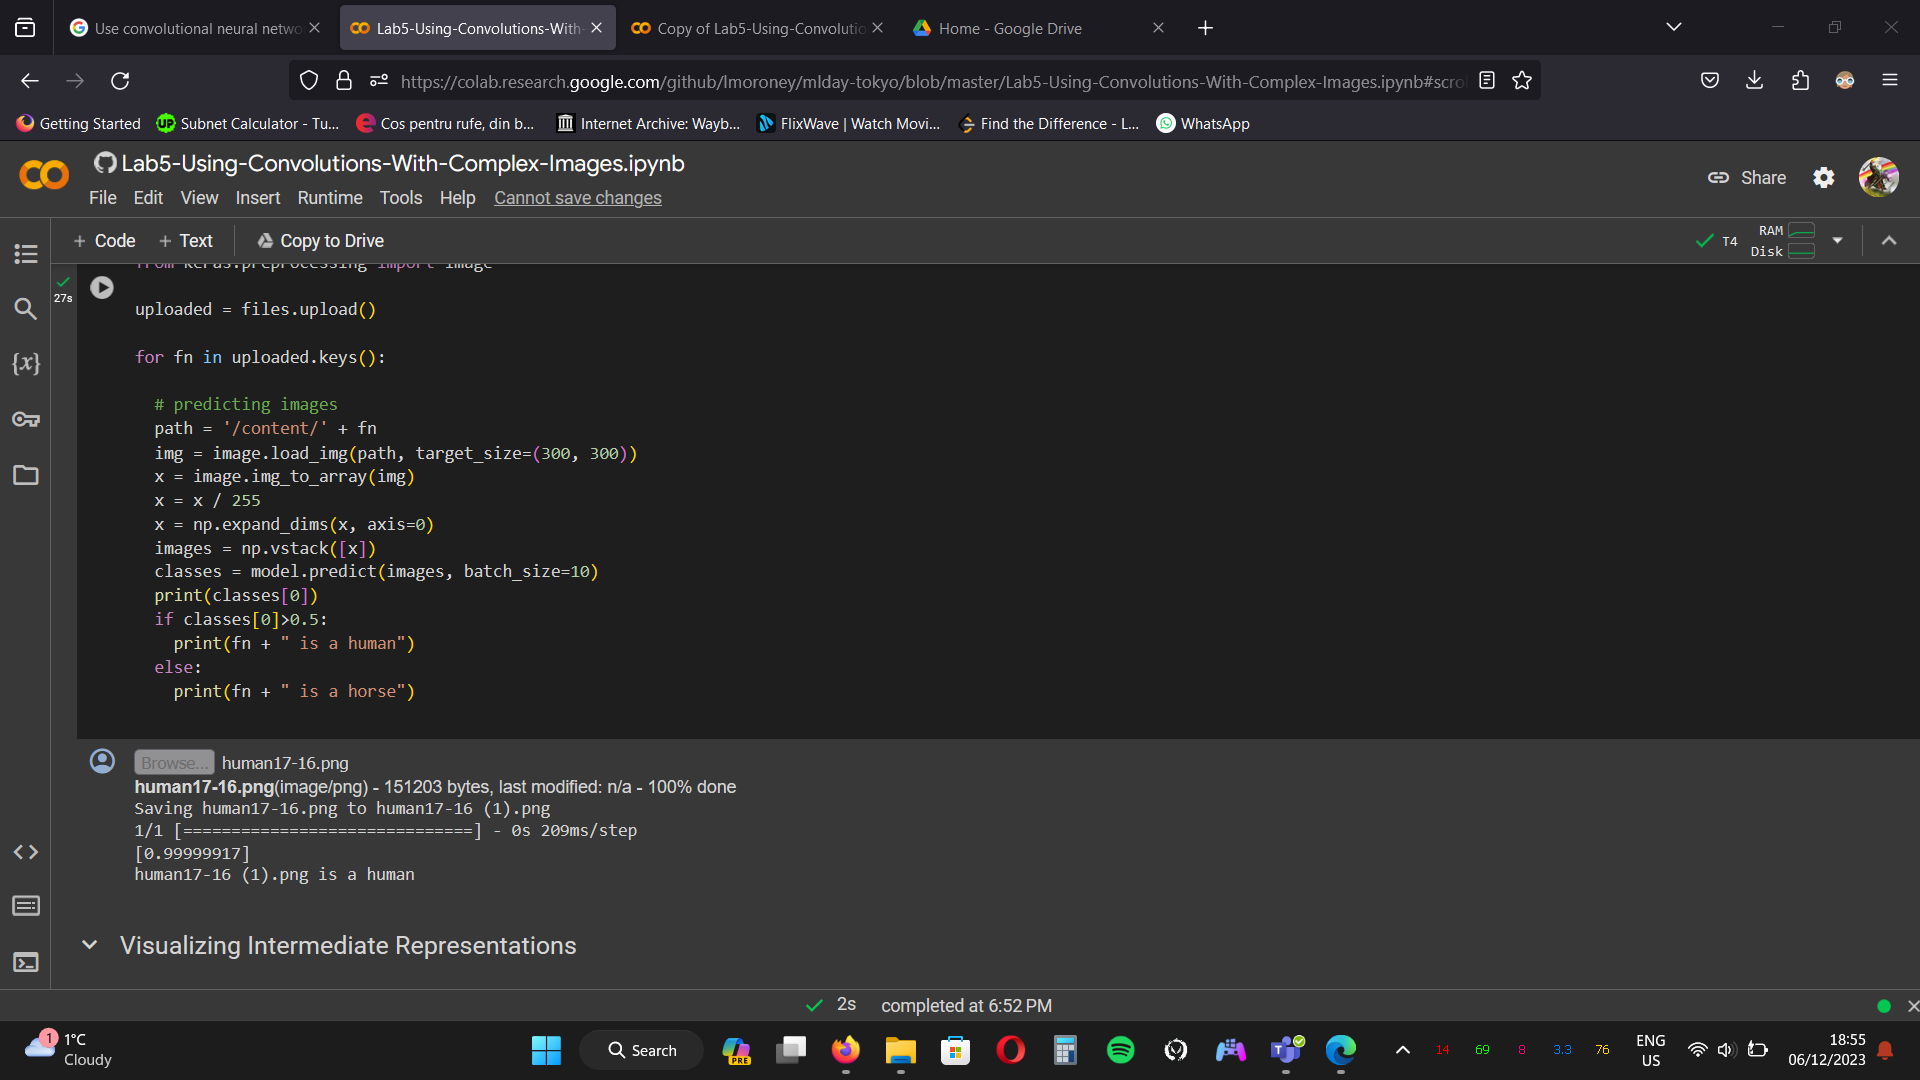 Use convolutional neural netwo
Lab5-Using-Convolutions-With-
Copy of Lab5-Using-Convolutio
Home - Google Drive
https://colab.research.google.com/github/lmoroney/mlday-tokyo/blob/master/Lab5-Using-Convolutions-With-Complex-Images.ipynb#scro
Getting Started
Subnet Calculator - Tu...
Cos pentru rufe, din b...
Internet Archive: Wayb...
FlixWave | Watch Movi...
Find the Difference - L...
WhatsApp
Lab5-Using-Convolutions-With-Complex-Images.ipynb
File Edit View Insert Runtime Tools Help Cannot save changes
Share
+ Code + Text Copy to Drive
T4
RAM
Disk
27s
from keras.preprocessing import image
uploaded = files.upload()
for fn in uploaded.keys():
# predicting images
path = '/content/' + fn
img = image.load_img(path, target_size=(300, 300))
x = image.img_to_array(img)
x = x / 255
x = np.expand_dims(x, axis=0)
images = np.vstack([x])
classes = model.predict(images, batch_size=10)
print(classes[0])
if classes[0]>0.5:
print(fn + " is a human")
else:
print(fn + " is a horse")
Browse... human17-16.png
human17-16.png(image/png) - 151203 bytes, last modified: n/a - 100% done
Saving human17-16.png to human17-16 (1).png
1/1 [==============================] - 0s 209ms/step
[0.99999917]
human17-16 (1).png is a human
Visualizing Intermediate Representations
2s completed at 6:52 PM
1
1°C
Cloudy
Search
PRE
14 69 8 3.3 76
ENG
US
18:55
06/12/2023